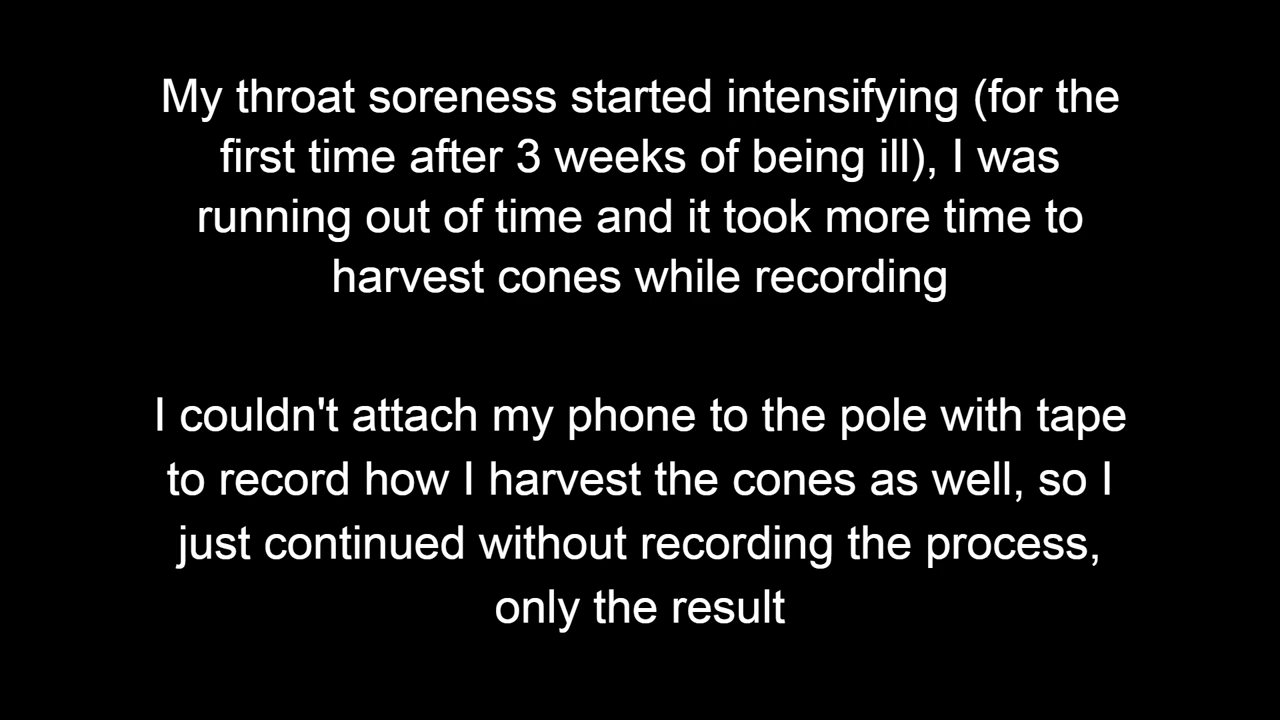 My throat soreness started intensifying (for the
first time after 3 weeks of being ill), I was
running out of time and it took more time to
harvest cones while recording
I couldn't attach my phone to the pole with tape
to record how I harvest the cones as well, so I
just continued without recording the process,
only the result